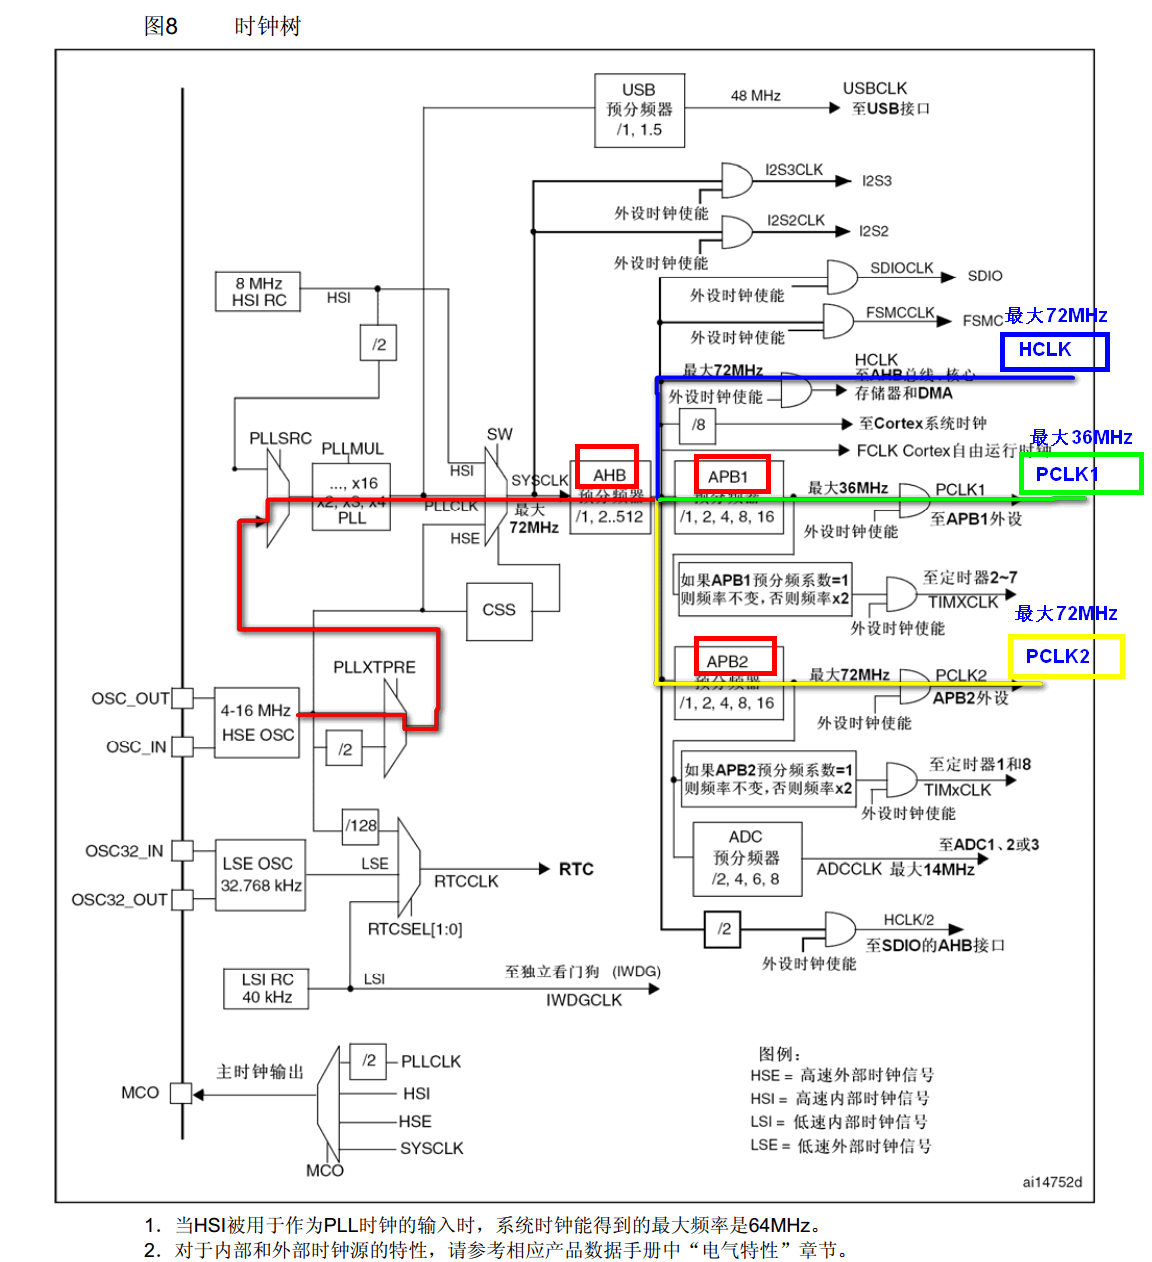 图8 时钟树
USB
预分频器
/1, 1.5
48 MHz
USBCLK
至USB接口
I2S3CLK
I2S3
外设时钟使能
I2S2CLK
I2S2
外设时钟使能
8 MHz
HSI RC
HSI
/2
SDIOCLK
SDIO
外设时钟使能
FSMCCLK
FSMC
外设时钟使能
最大72MHz
HCLK
最大72MHz
HCLK
至AHB总线、核心
存储器和DMA
外设时钟使能
/8
至Cortex系统时钟
FCLK Cortex自由运行时钟
最大36MHz
PCLK1
PLLSRC
PLLMUL
..., x16
x2, x3, x4
PLL
SW
HSI
PLLCLK
HSE
SYSCLK
最大
72MHz
AHB
预分频器
/1, 2..512
APB1
预分频器
/1, 2, 4, 8, 16
最大36MHz
PCLK1
至APB1外设
外设时钟使能
如果APB1预分频系数=1
则频率不变,否则频率x2
至定时器2~7
TIMXCLK
外设时钟使能
CSS
最大72MHz
PCLK2
APB2
预分频器
/1, 2, 4, 8, 16
最大72MHz
PCLK2
APB2外设
外设时钟使能
PLLXTPRE
OSC_OUT
OSC_IN
4-16 MHz
HSE OSC
/2
如果APB2预分频系数=1
则频率不变,否则频率x2
至定时器1和8
TIMxCLK
外设时钟使能
/128
OSC32_IN
OSC32_OUT
LSE OSC
32.768 kHz
LSE
RTCCLK
RTC
RTCSEL[1:0]
ADC
预分频器
/2, 4, 6, 8
至ADC1、2或3
ADCCLK 最大14MHz
/2
HCLK/2
至SDIO的AHB接口
外设时钟使能
LSI RC
40 kHz
LSI
至独立看门狗 (IWDG)
IWDGCLK
主时钟输出
MCO
/2
PLLCLK
HSI
HSE
SYSCLK
MCO
图例:
HSE = 高速外部时钟信号
HSI = 高速内部时钟信号
LSI = 低速内部时钟信号
LSE = 低速外部时钟信号
ai14752d
1. 当HSI被用于作为PLL时钟的输入时，系统时钟能得到的最大频率是64MHz。
2. 对于内部和外部时钟源的特性，请参考相应产品数据手册中“电气特性”章节。